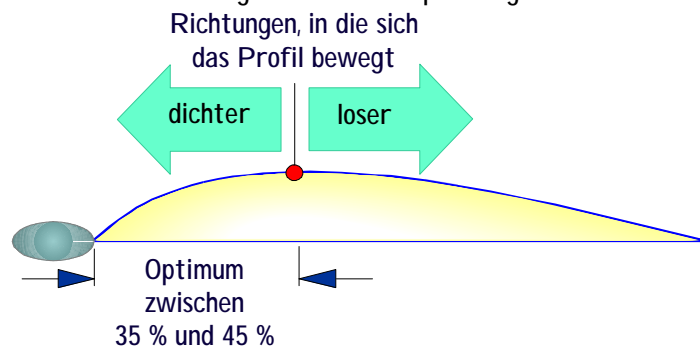 Richtungen, in die sich
das Profil bewegt
dichter
loser
Optimum
zwischen
35 % und 45 %